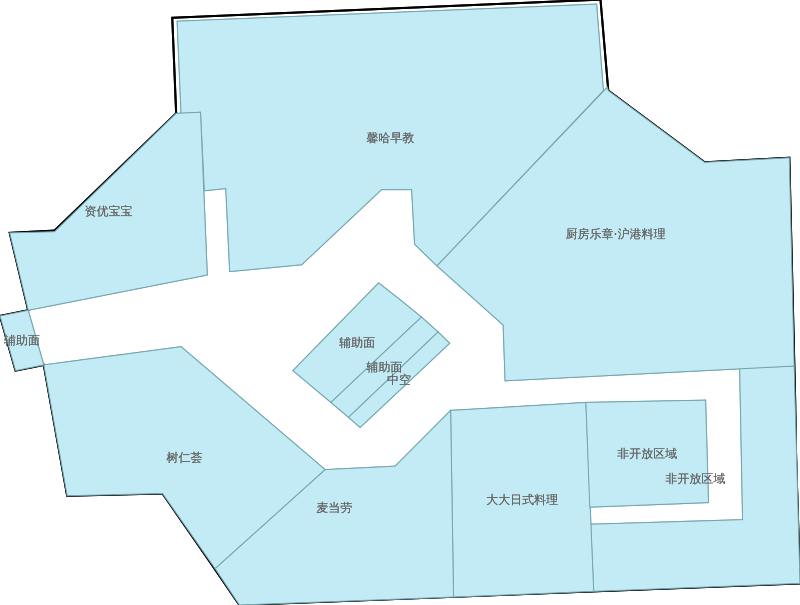 馨哈早教
资优宝宝
厨房乐章·沪港料理
辅助面
辅助面
辅助面
中空
树仁荟
非开放区域
非开放区域
大大日式料理
麦当劳